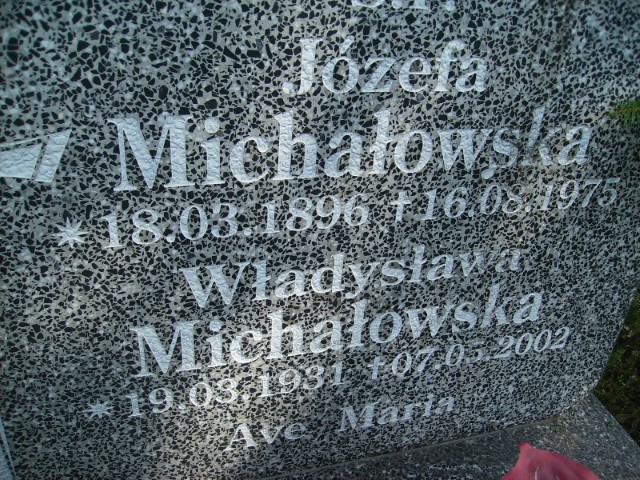 Ś.P.
Józefa
Michałowska
*18.03.1896 †16.08.1975
Władysława
Michałowska
*19.03.1931 †07.05.2002
Ave Maria